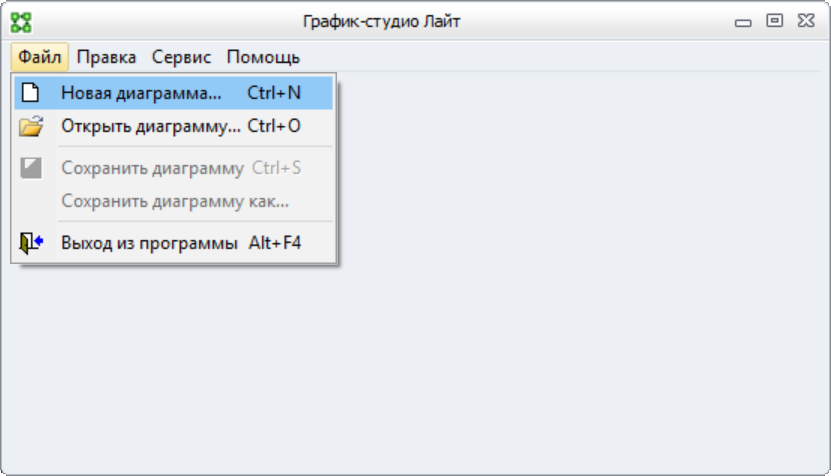 График-студио Лайт
Файл Правка Сервис Помощь
Новая диаграмма... Ctrl+N
Открыть диаграмму... Ctrl+O
Сохранить диаграмму Ctrl+S
Сохранить диаграмму как...
Выход из программы Alt+F4